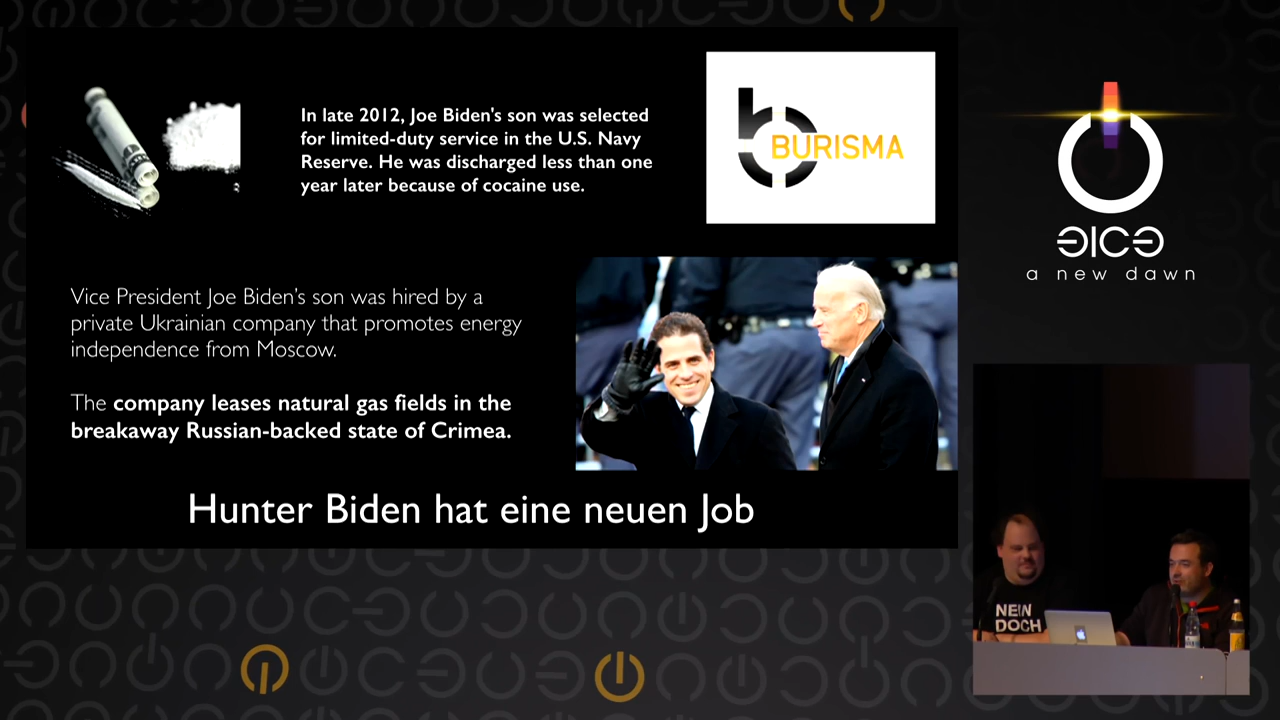 In late 2012, Joe Biden's son was selected
for limited-duty service in the U.S. Navy
Reserve. He was discharged less than one
year later because of cocaine use.
BURISMA
Vice President Joe Biden's son was hired by a
private Ukrainian company that promotes energy
independence from Moscow.
The company leases natural gas fields in the
breakaway Russian-backed state of Crimea.
Hunter Biden hat eine neuen Job
a new dawn
NEIN
DOCH